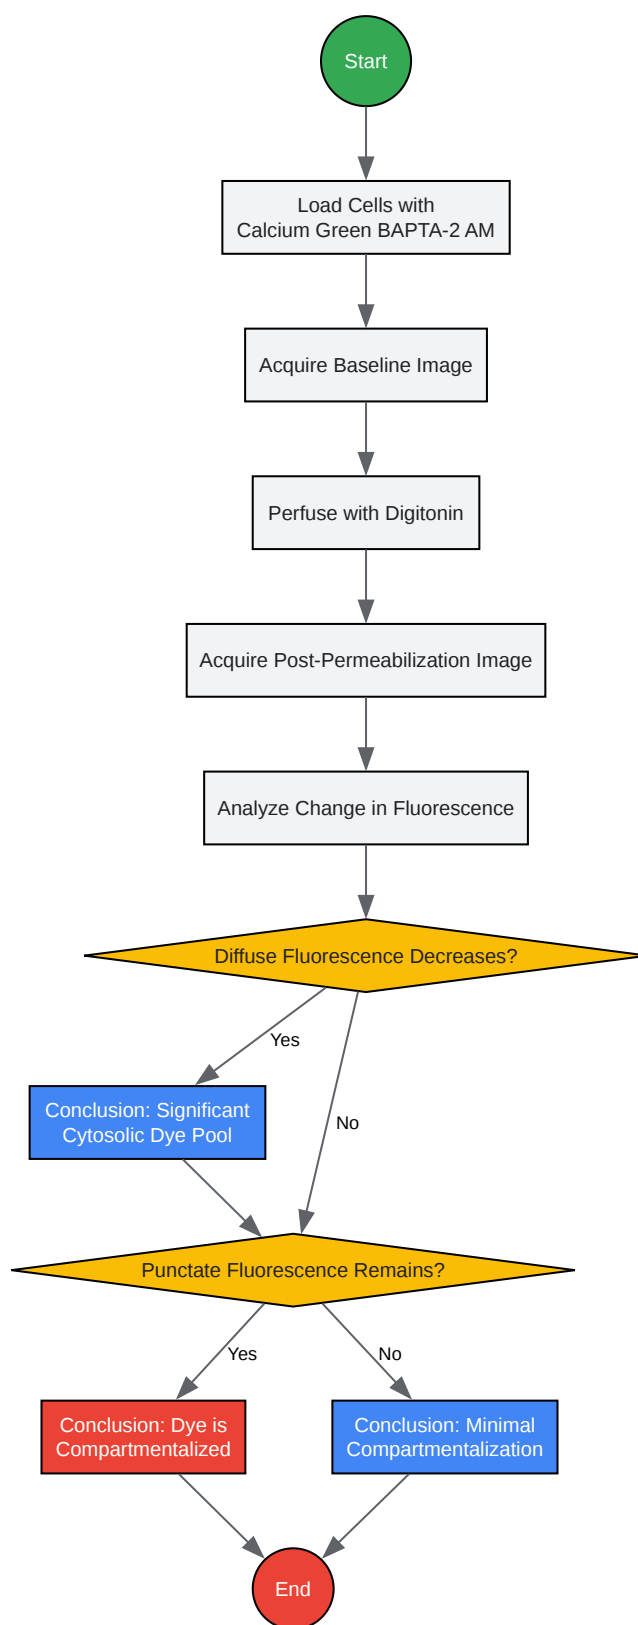 Start
Load Cells with
Calcium Green BAPTA-2 AM
Acquire Baseline Image
Perfuse with Digitonin
Acquire Post-Permeabilization Image
Analyze Change in Fluorescence
Diffuse Fluorescence Decreases?
Yes
Conclusion: Significant
Cytosolic Dye Pool
No
Punctate Fluorescence Remains?
Yes
No
Conclusion: Dye is
Compartmentalized
Conclusion: Minimal
Compartmentalization
End